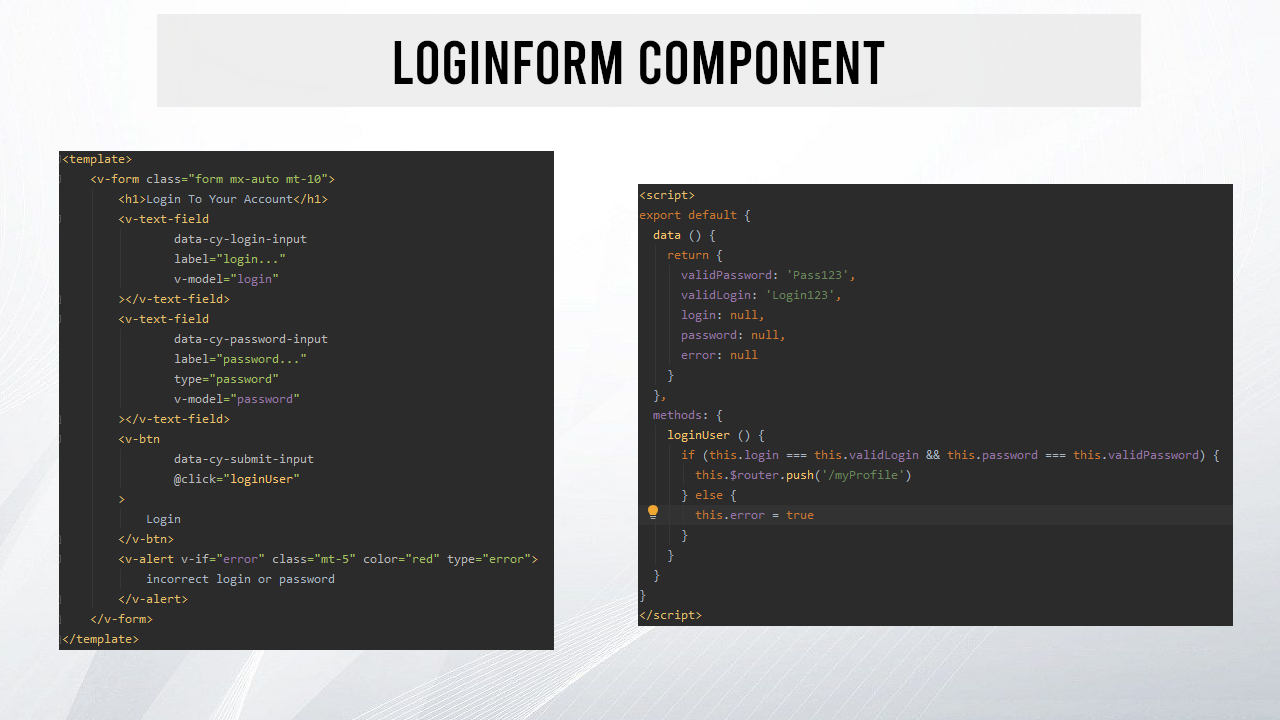 LOGINFORM COMPONENT
<template>
<v-form class="form mx-auto mt-10">
<h1>Login To Your Account</h1>
<v-text-field
data-cy-login-input
label="login..."
v-model="login"
></v-text-field>
<v-text-field
data-cy-password-input
label="password..."
type="password"
v-model="password"
></v-text-field>
<v-btn
data-cy-submit-input
@click="loginUser"
>
Login
</v-btn>
<v-alert v-if="error" class="mt-5" color="red" type="error">
incorrect login or password
</v-alert>
</v-form>
</template>
<script>
export default {
data () {
return {
validPassword: 'Pass123',
validLogin: 'Login123',
login: null,
password: null,
error: null
}
},
methods: {
loginUser () {
if (this.login === this.validLogin && this.password === this.validPassword) {
this.$router.push('/myProfile')
} else {
this.error = true
}
}
}
}
</script>